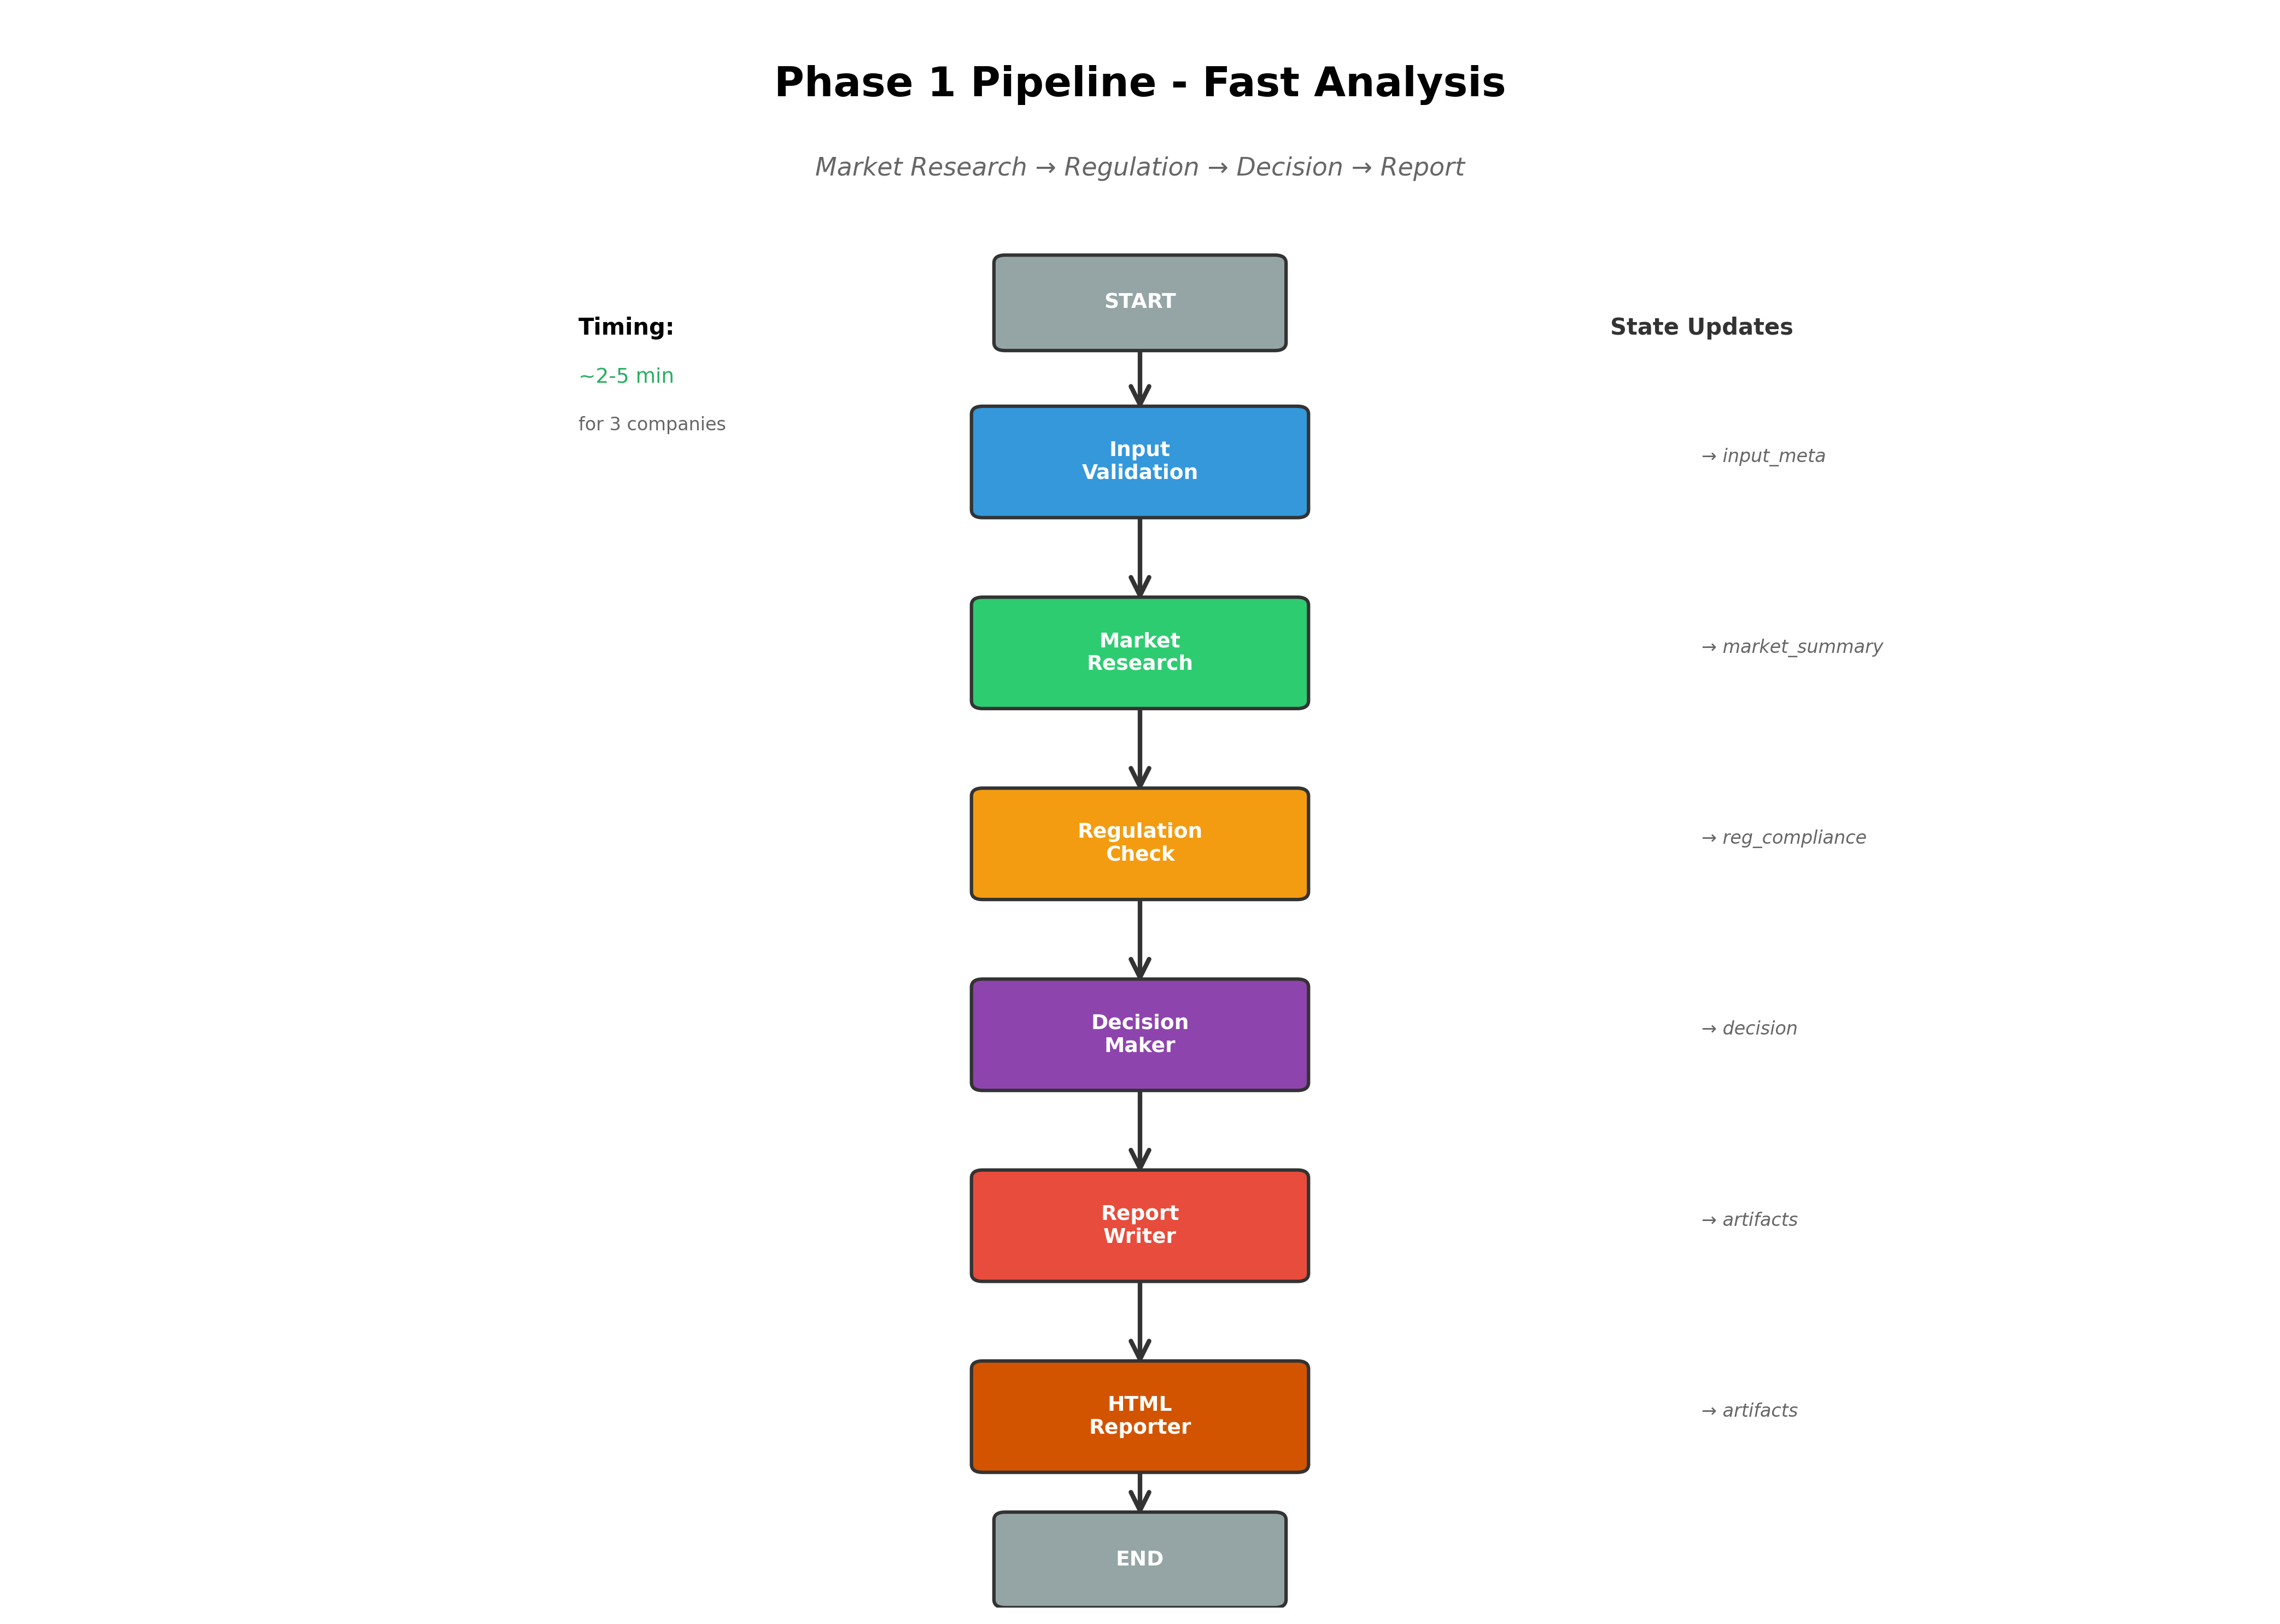 Phase 1 Pipeline - Fast Analysis
Market Research → Regulation → Decision → Report
START
Timing:
State Updates
~2-5 min
for 3 companies
Input
Validation
→ input_meta
Market
Research
→ market_summary
Regulation
Check
→ reg_compliance
Decision
Maker
→ decision
Report
Writer
→ artifacts
HTML
Reporter
→ artifacts
END